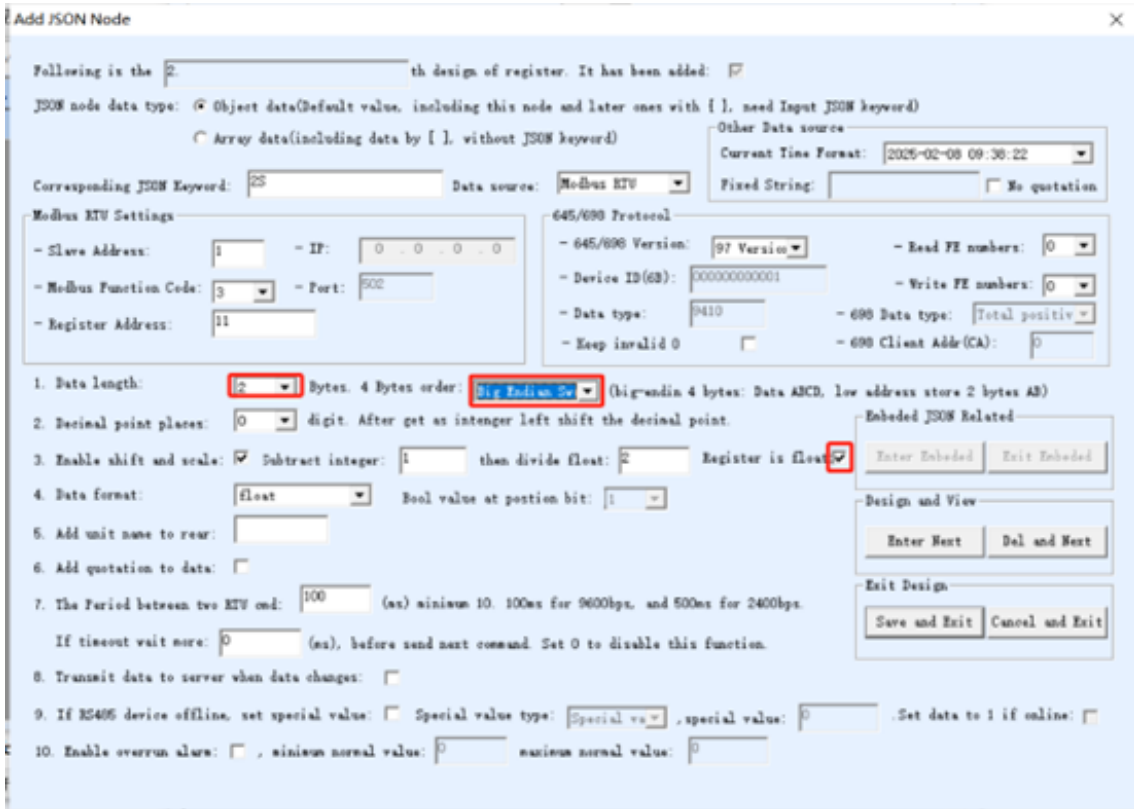 Add JSON Node
Following is the 2. th design of register. It has been added:
JSON node data type: Object data(Default value, including this node and later ones with { }, need Input JSON keyword)
Array data(including data by [ ], without JSON keyword)
Other Data source
Current Time Format: 2025-02-08 09:38:22
Corresponding JSON Keyword: 2S Data source: Modbus RTU Fixed String: No quotation
Modbus RTU Settings
- Slave Address: 1 - IP: 0 . 0 . 0 . 0
- Modbus Function Code: 3 - Port: 502
- Register Address: 11
645/698 Protocol
- 645/698 Version: 97 Versio - Read FE numbers: 0
- Device ID(6B): 000000000001 - Write FE numbers: 0
- Data type: 9410 - 698 Data type: Total positiv
- Keep invalid 0 - 698 Client Addr(CA): 0
1. Data length: 2 Bytes. 4 Bytes order: Big Endian Sw (big-endin 4 bytes: Data ABCD, low address store 2 bytes AB)
2. Decimal point places: 0 digit. After get as intenger left shift the decimal point.
3. Enable shift and scale: Subtract integer: 1 then divide float: 2 Register is float
4. Data format: float Bool value at postion bit: 1
5. Add unit name to rear:
6. Add quotation to data:
7. The Period between two RTU cmd: 100 (ms) minimum 10. 100ms for 9600bps, and 500ms for 2400bps.
If timeout wait more: 0 (ms), before send next command. Set 0 to disable this function.
8. Transmit data to server when data changes:
9. If RS485 device offline, set special value: Special value type: Special va , special value: 0 .Set data to 1 if online:
10. Enable overrun alarm: , minimum normal value: 0 maximum normal value: 0
Embeded JSON Related
Enter Embeded Exit Embeded
Design and View
Enter Next Del and Next
Exit Design
Save and Exit Cancel and Exit